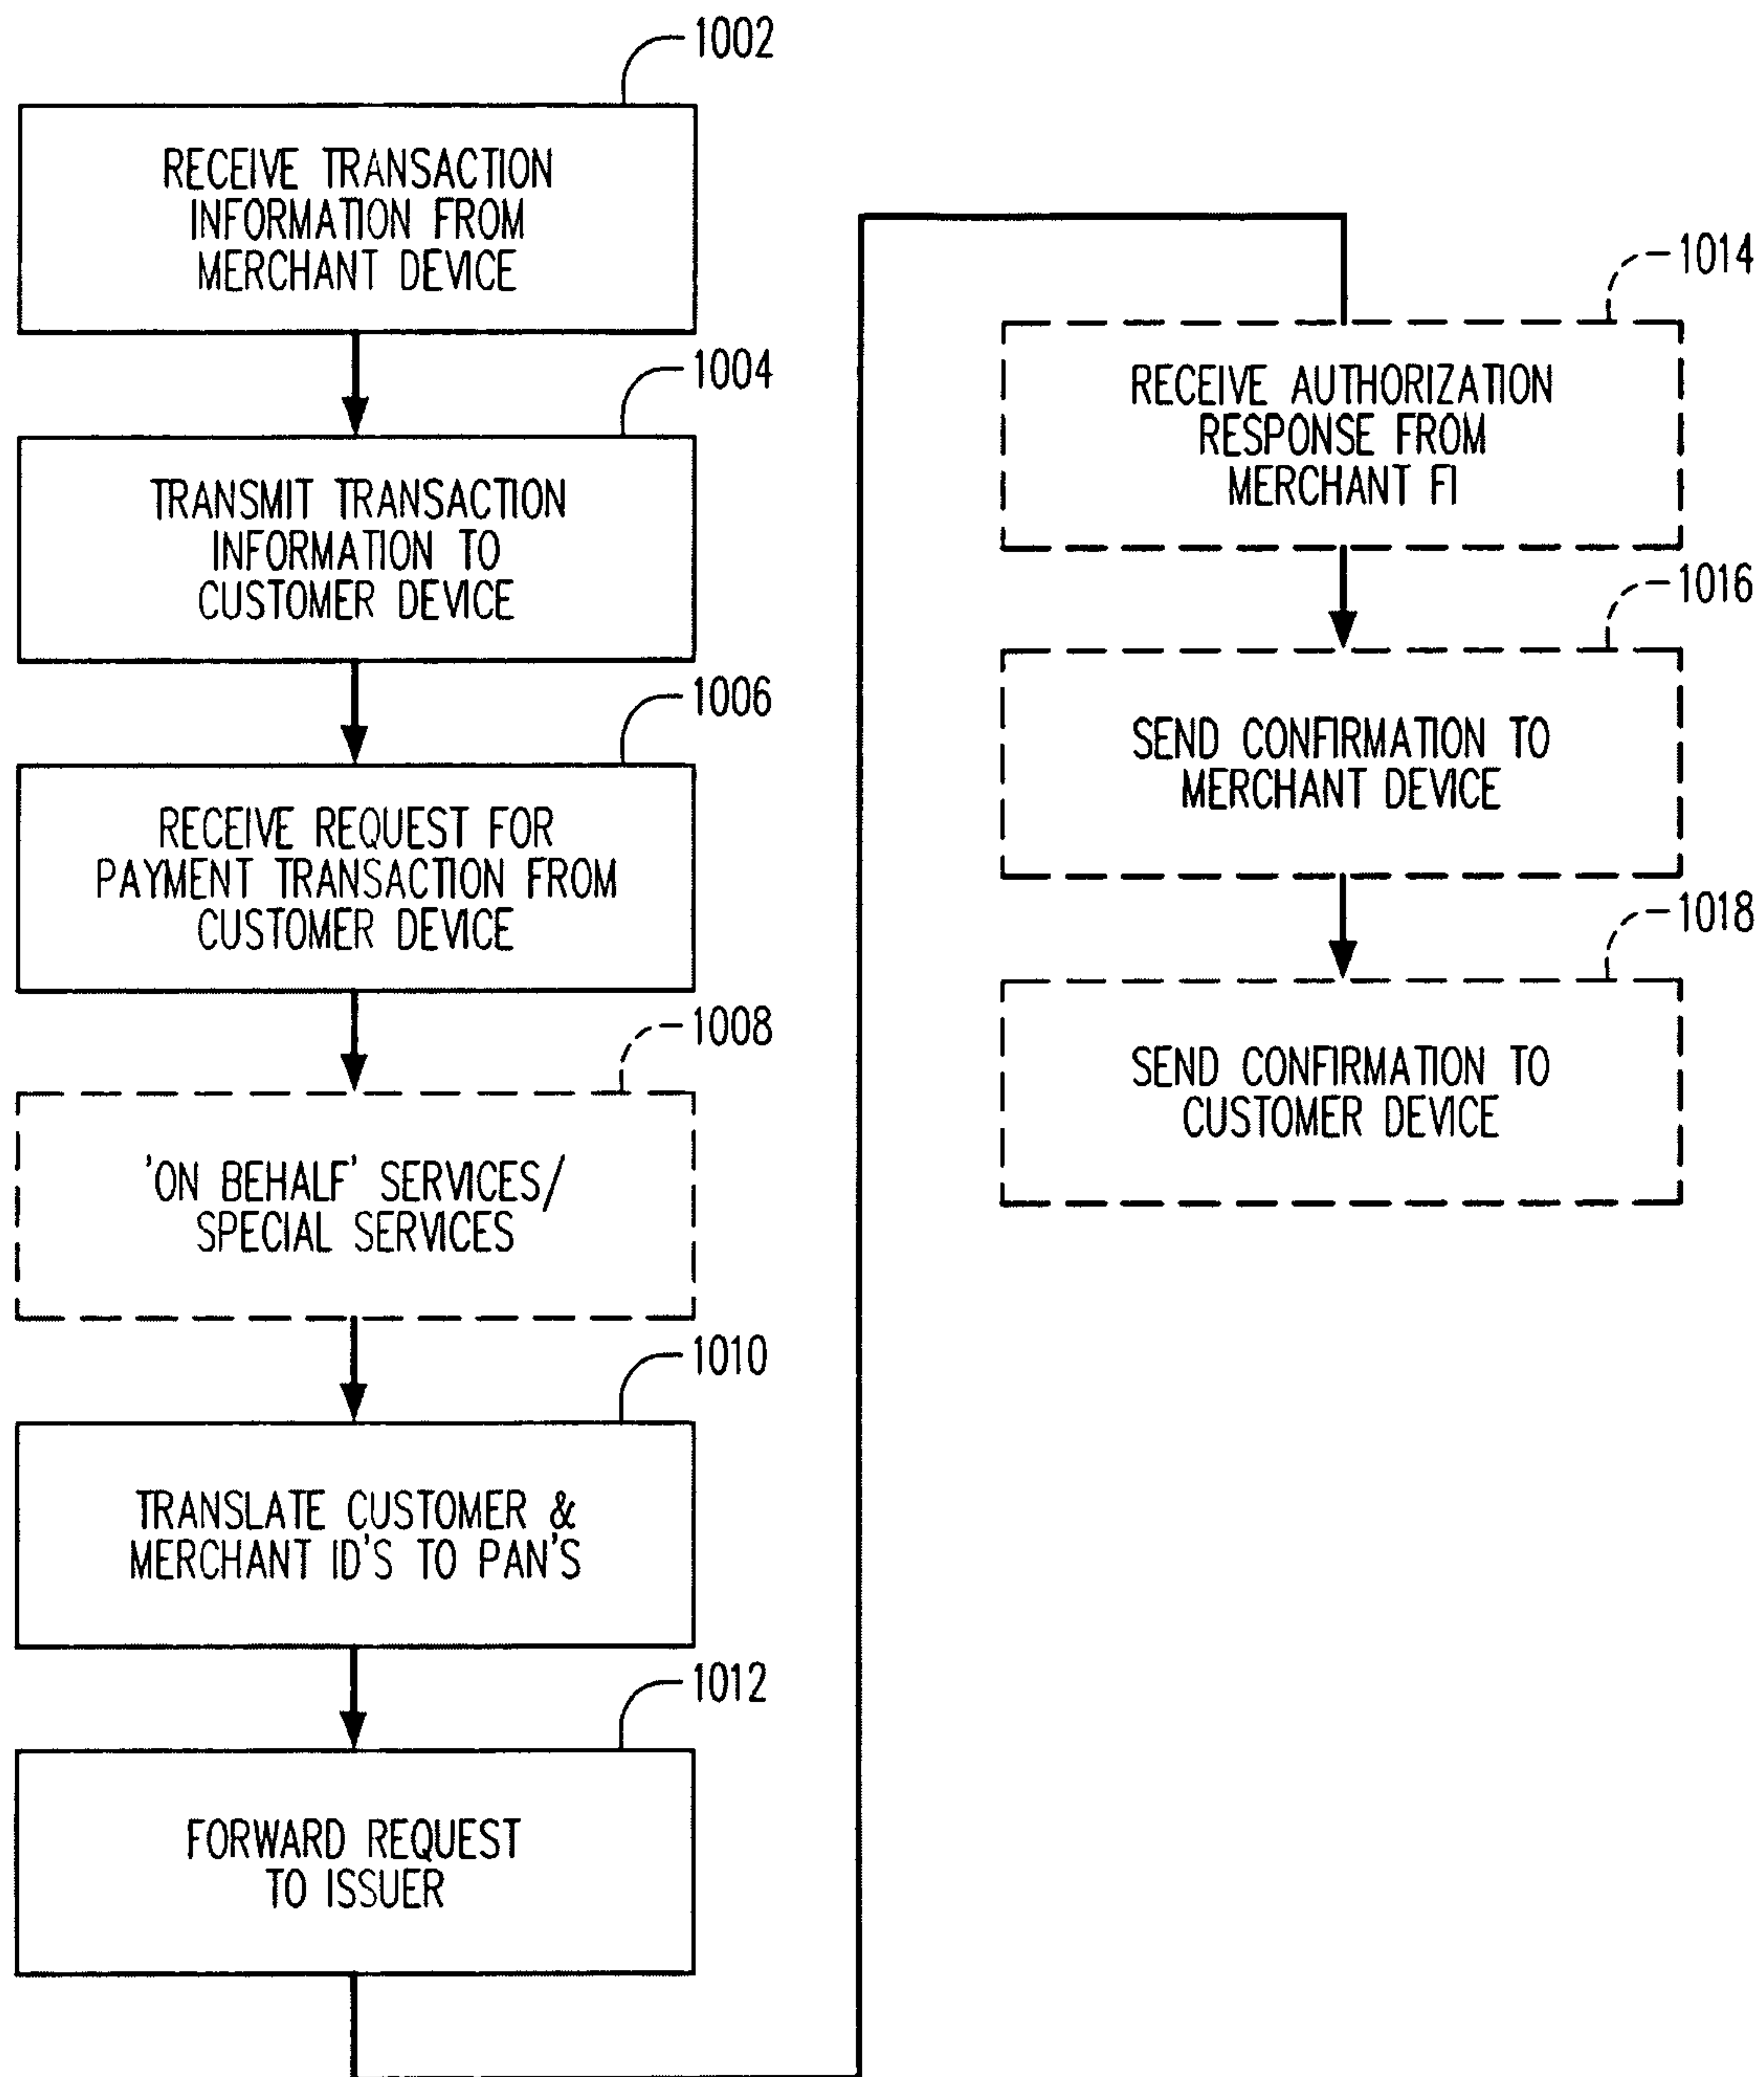 1002
RECEIVE TRANSACTION
INFORMATION FROM
MERCHANT DEVICE
1004
TRANSMIT TRANSACTION
INFORMATION TO
CUSTOMER DEVICE
1006
RECEIVE REQUEST FOR
PAYMENT TRANSACTION FROM
CUSTOMER DEVICE
1008
'ON BEHALF' SERVICES/
SPECIAL SERVICES
1010
TRANSLATE CUSTOMER &
MERCHANT ID'S TO PAN'S
1012
FORWARD REQUEST
TO ISSUER
1014
RECEIVE AUTHORIZATION
RESPONSE FROM
MERCHANT FI
1016
SEND CONFIRMATION TO
MERCHANT DEVICE
1018
SEND CONFIRMATION TO
CUSTOMER DEVICE